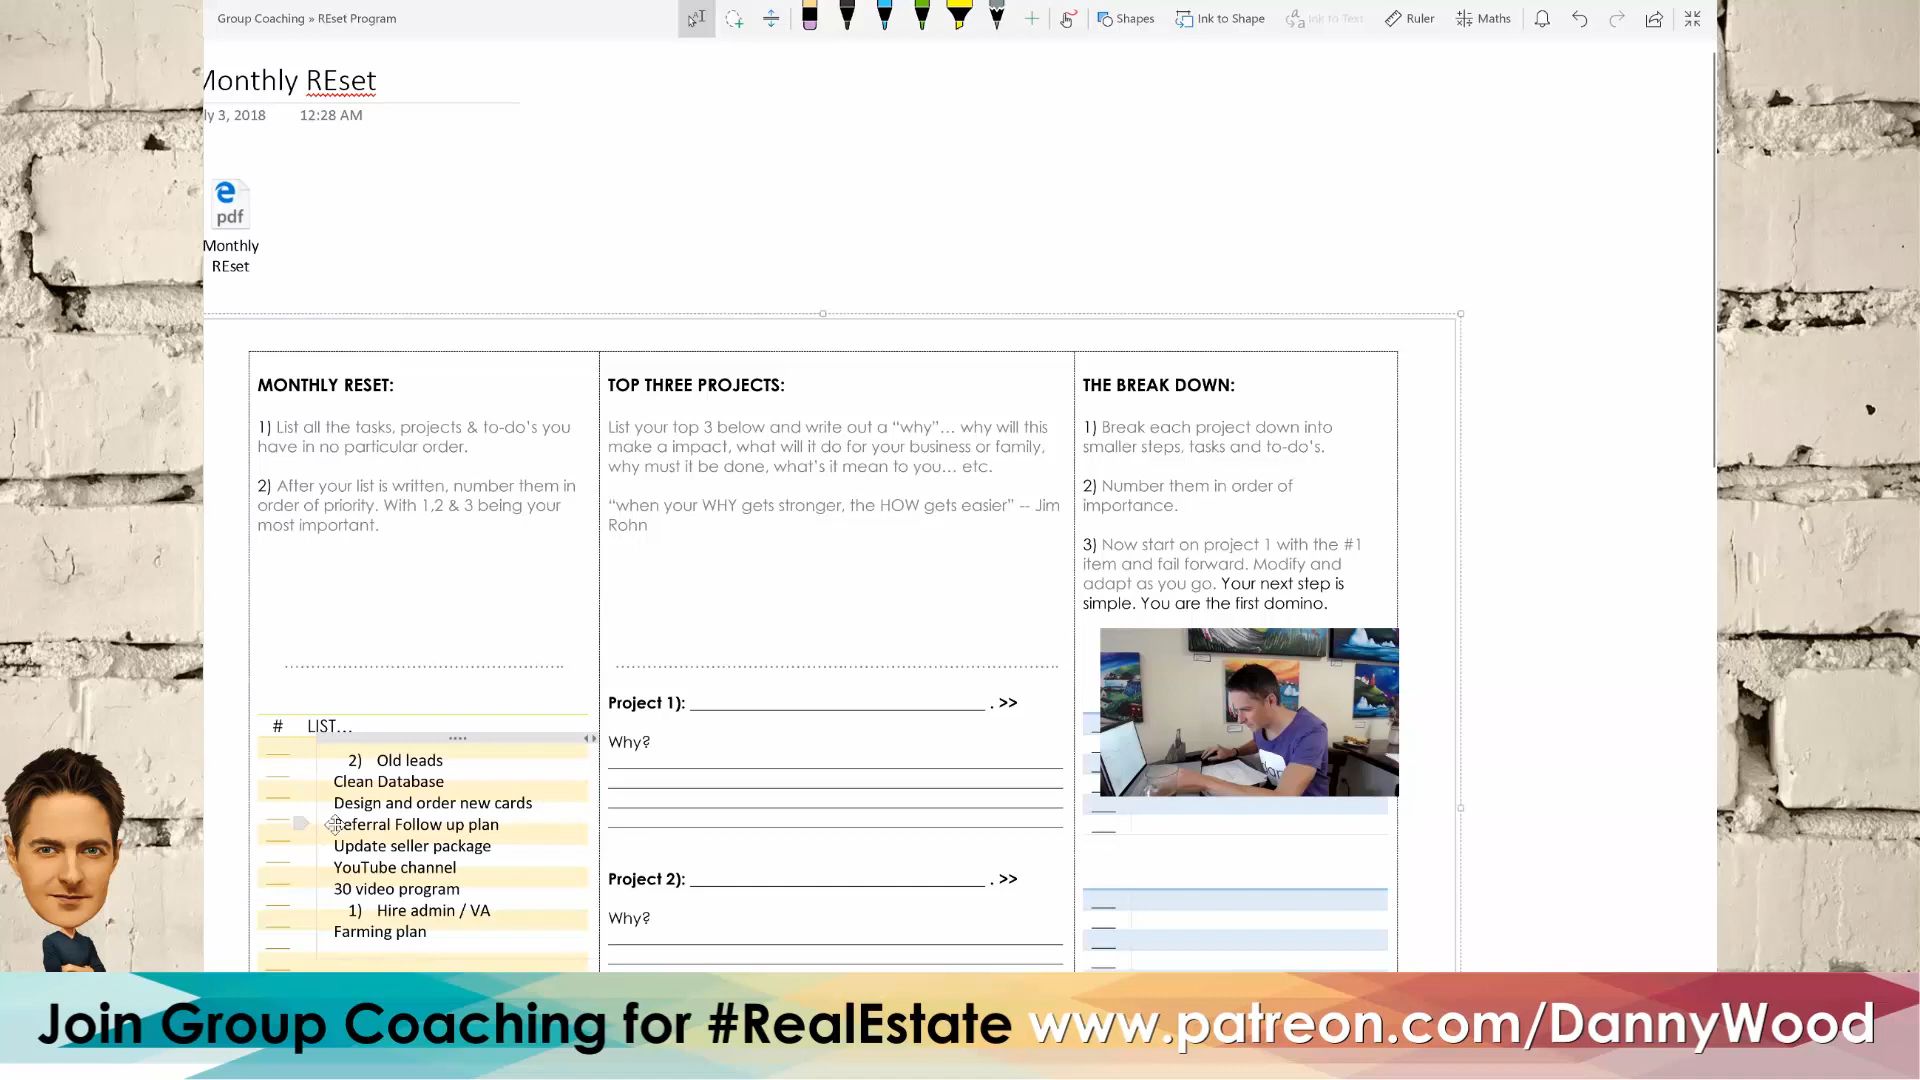 Group Coaching » REset Program
Shapes
Ink to Shape
Ink to Text
Ruler
Maths
Monthly REset
ly 3, 2018 12:28 AM
pdf
Monthly
REset
MONTHLY RESET:
1) List all the tasks, projects & to-do’s you
have in no particular order.
2) After your list is written, number them in
order of priority. With 1,2 & 3 being your
most important.
# LIST...
2) Old leads
Clean Database
Design and order new cards
eferral Follow up plan
Update seller package
YouTube channel
30 video program
1) Hire admin / VA
Farming plan
TOP THREE PROJECTS:
List your top 3 below and write out a “why”... why will this
make a impact, what will it do for your business or family,
why must it be done, what’s it mean to you... etc.
“when your WHY gets stronger, the HOW gets easier” -- Jim
Rohn
Project 1): ______________________________ . >>
Why?
Project 2): ______________________________ . >>
Why?
THE BREAK DOWN:
1) Break each project down into
smaller steps, tasks and to-do’s.
2) Number them in order of
importance.
3) Now start on project 1 with the #1
item and fail forward. Modify and
adapt as you go. Your next step is
simple. You are the first domino.
Join Group Coaching for #RealEstate www.patreon.com/DannyWood